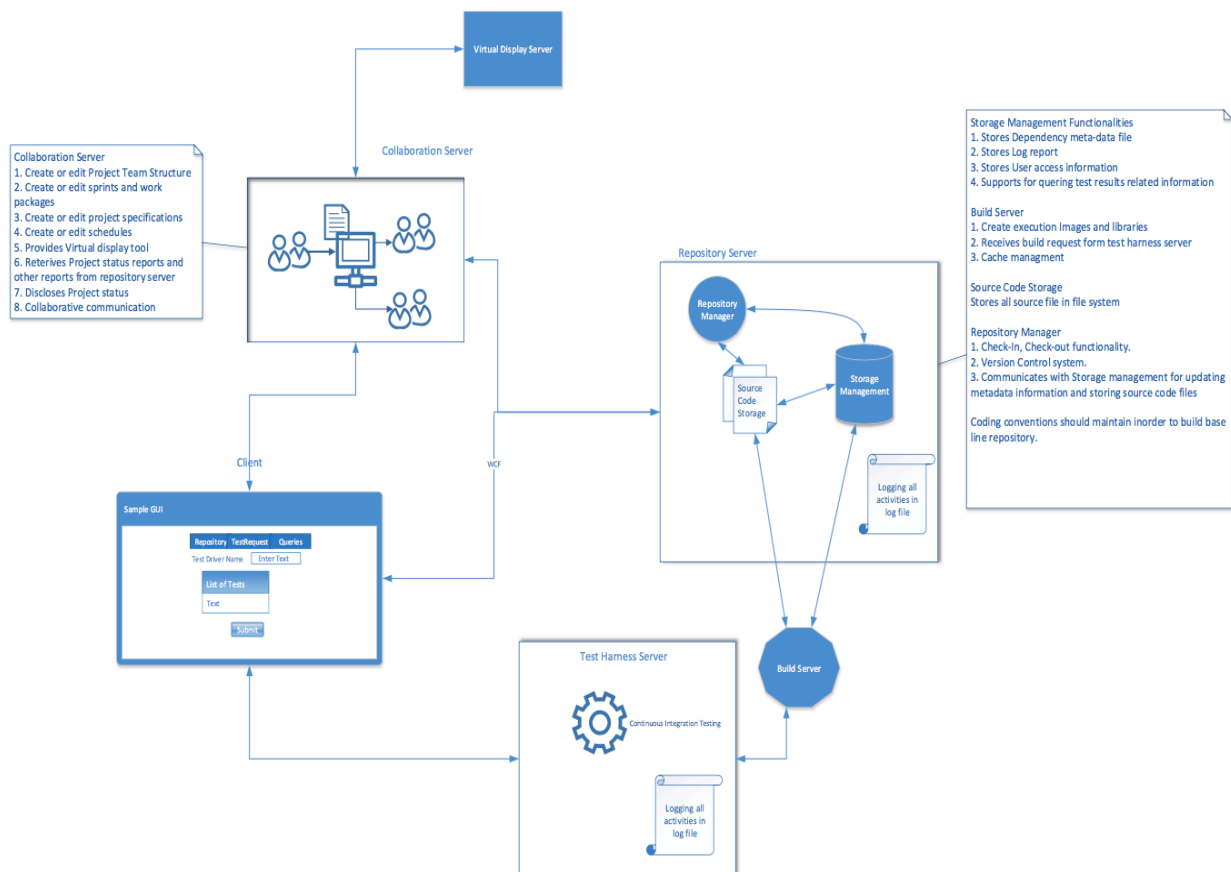 Virtual Display Server
Collaboration Server
Collaboration Server
1. Create or edit Project Team Structure
2. Create or edit sprints and work
packages
3. Create or edit project specifications
4. Create or edit schedules
5. Provides Virtual display tool
6. Reterives Project status reports and
other reports from repository server
7. Discloses Project status
8. Collaborative communication
Storage Management Functionalities
1. Stores Dependency meta-data file
2. Stores Log report
3. Stores User access information
4. Supports for quering test results related information
Build Server
1. Create execution Images and libraries
2. Receives build request form test harness server
3. Cache managment
Source Code Storage
Stores all source file in file system
Repository Manager
1. Check-In, Check-out functionality.
2. Version Control system.
3. Communicates with Storage management for updating
metadata information and storing source code files
Coding conventions should maintain inorder to build base
line repository.
Repository Server
Repository
Manager
Source
Code
Storage
Storage
Management
Logging all
activities in
log file
WCF
Client
Sample GUI
Repository TestRequest Queries
Test Driver Name Enter Text
List of Tests
Text
Submit
Build Server
Test Harness Server
Continuous Integration Testing
Logging all
activities in
log file